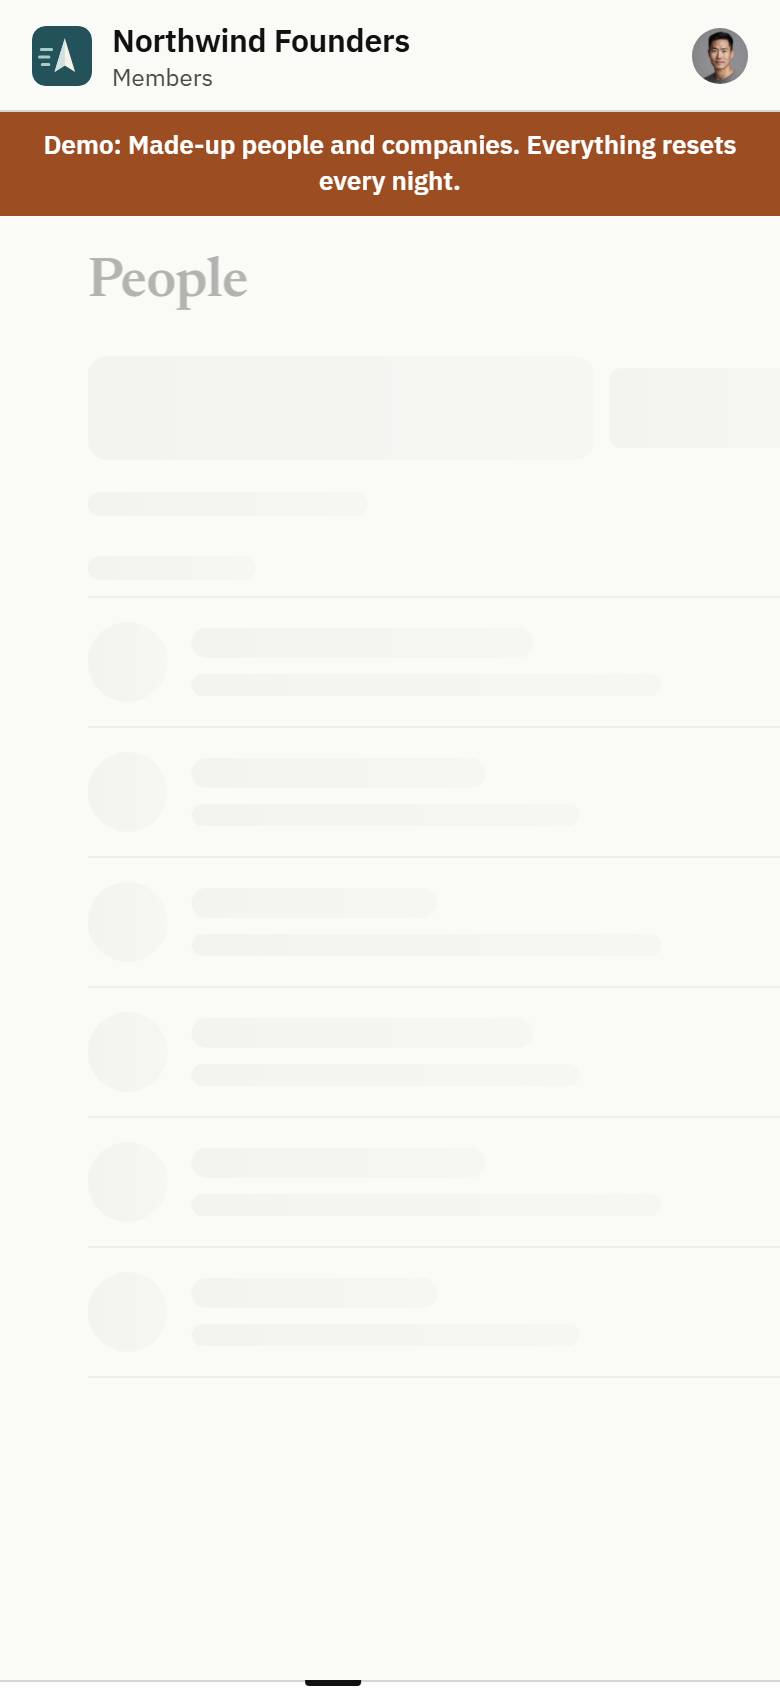 Northwind Founders
Members
Demo: Made-up people and companies. Everything resets
every night.
People